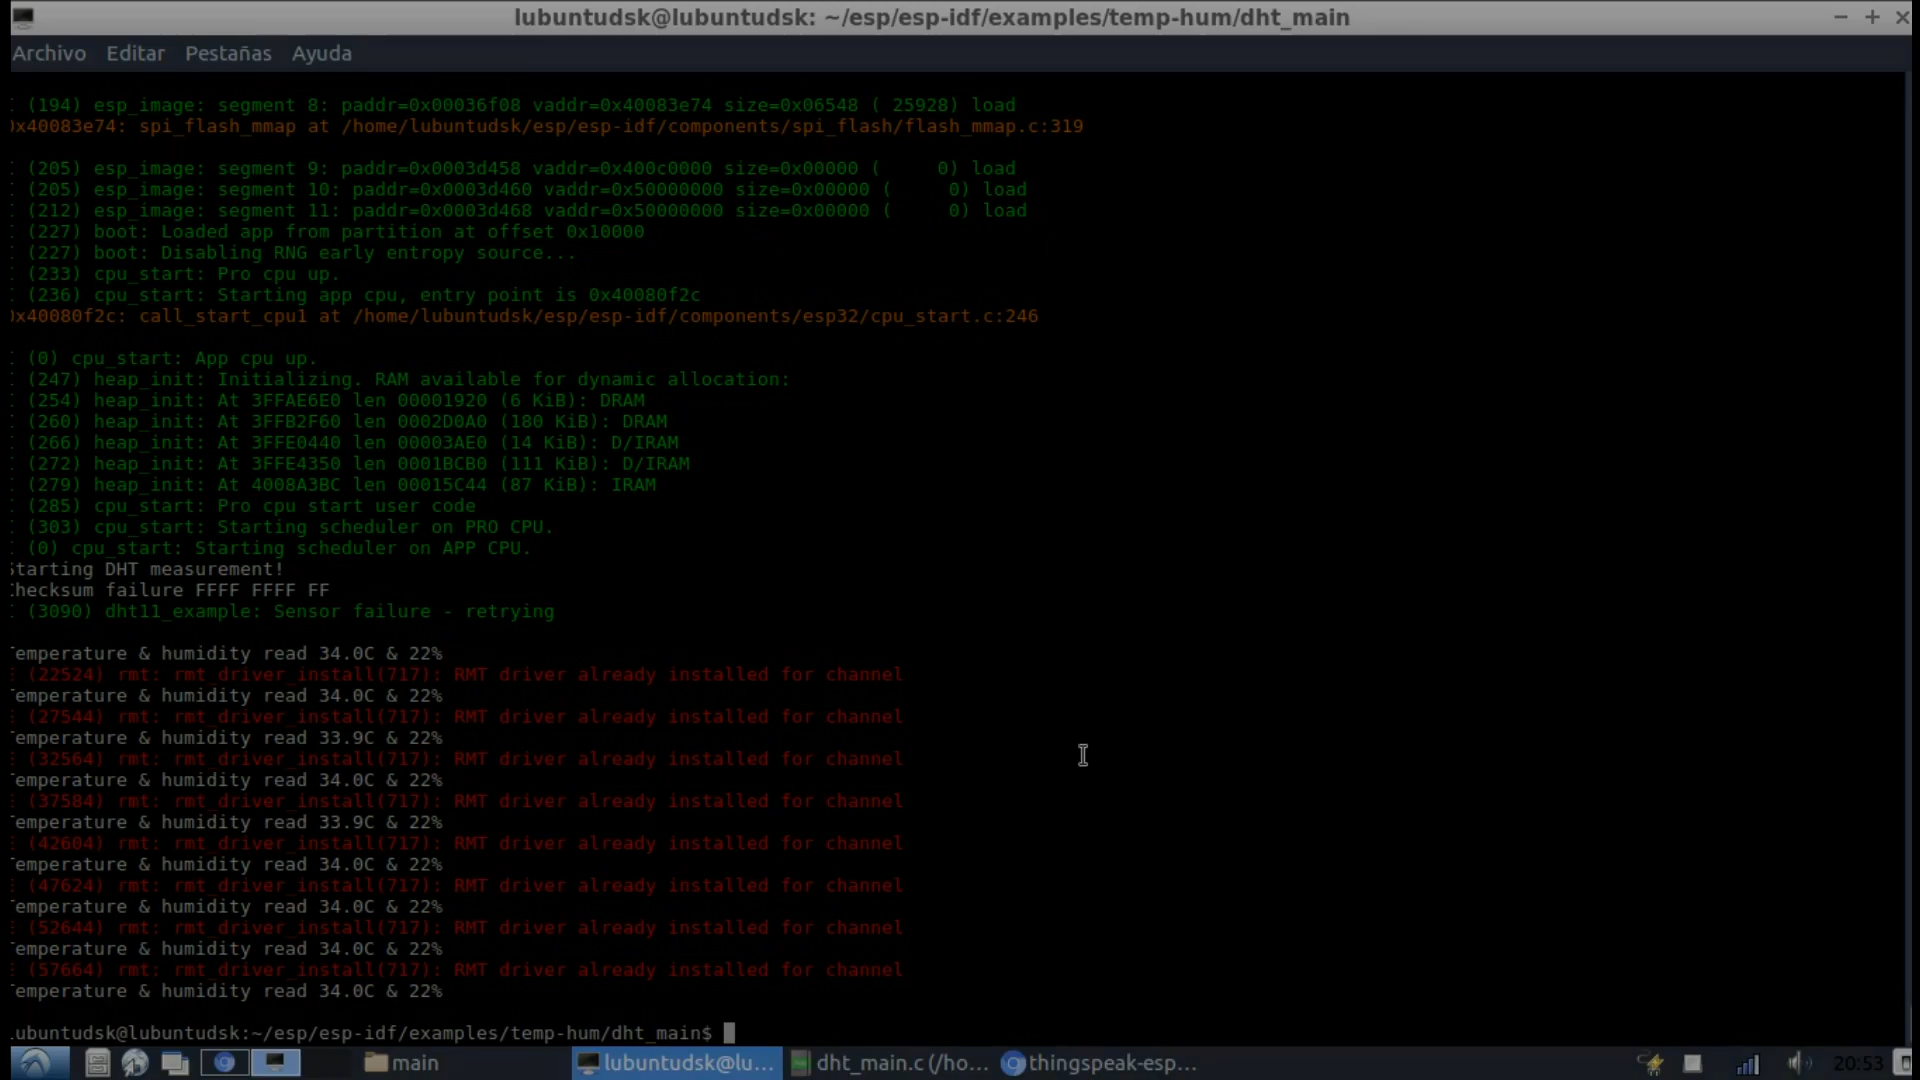 lubuntudsk@lubuntudsk: ~/esp/esp-idf/examples/temp-hum/dht_main
Archivo Editar Pestañas Ayuda
(194) esp_image: segment 8: paddr=0x00036f08 vaddr=0x40083e74 size=0x06548 ( 25928) load
x40083e74: spi_flash_mmap at /home/lubuntudsk/esp/esp-idf/components/spi_flash/flash_mmap.c:319
(205) esp_image: segment 9: paddr=0x0003d458 vaddr=0x400c0000 size=0x00000 (     0) load
(205) esp_image: segment 10: paddr=0x0003d460 vaddr=0x50000000 size=0x00000 (     0) load
(212) esp_image: segment 11: paddr=0x0003d468 vaddr=0x50000000 size=0x00000 (     0) load
(227) boot: Loaded app from partition at offset 0x10000
(227) boot: Disabling RNG early entropy source...
(233) cpu_start: Pro cpu up.
(236) cpu_start: Starting app cpu, entry point is 0x40080f2c
x40080f2c: call_start_cpu1 at /home/lubuntudsk/esp/esp-idf/components/esp32/cpu_start.c:246
(0) cpu_start: App cpu up.
(247) heap_init: Initializing. RAM available for dynamic allocation:
(254) heap_init: At 3FFAE6E0 len 00001920 (6 KiB): DRAM
(260) heap_init: At 3FFB2F60 len 0002D0A0 (180 KiB): DRAM
(266) heap_init: At 3FFE0440 len 00003AE0 (14 KiB): D/IRAM
(272) heap_init: At 3FFE4350 len 0001BCB0 (111 KiB): D/IRAM
(279) heap_init: At 4008A3BC len 00015C44 (87 KiB): IRAM
(285) cpu_start: Pro cpu start user code
(303) cpu_start: Starting scheduler on PRO CPU.
(0) cpu_start: Starting scheduler on APP CPU.
Starting DHT measurement!
hecksum failure FFFF FFFF FF
(3090) dht11_example: Sensor failure - retrying
emperature & humidity read 34.0C & 22%
(22524) rmt: rmt_driver_install(717): RMT driver already installed for channel
emperature & humidity read 34.0C & 22%
(27544) rmt: rmt_driver_install(717): RMT driver already installed for channel
emperature & humidity read 33.9C & 22%
(32564) rmt: rmt_driver_install(717): RMT driver already installed for channel
emperature & humidity read 34.0C & 22%
(37584) rmt: rmt_driver_install(717): RMT driver already installed for channel
emperature & humidity read 33.9C & 22%
(42604) rmt: rmt_driver_install(717): RMT driver already installed for channel
emperature & humidity read 34.0C & 22%
(47624) rmt: rmt_driver_install(717): RMT driver already installed for channel
emperature & humidity read 34.0C & 22%
(52644) rmt: rmt_driver_install(717): RMT driver already installed for channel
emperature & humidity read 34.0C & 22%
(57664) rmt: rmt_driver_install(717): RMT driver already installed for channel
emperature & humidity read 34.0C & 22%
ubuntudsk@lubuntudsk:~/esp/esp-idf/examples/temp-hum/dht_main$
main lubuntudsk@lu... dht_main.c (/ho... thingspeak-esp... 20:53